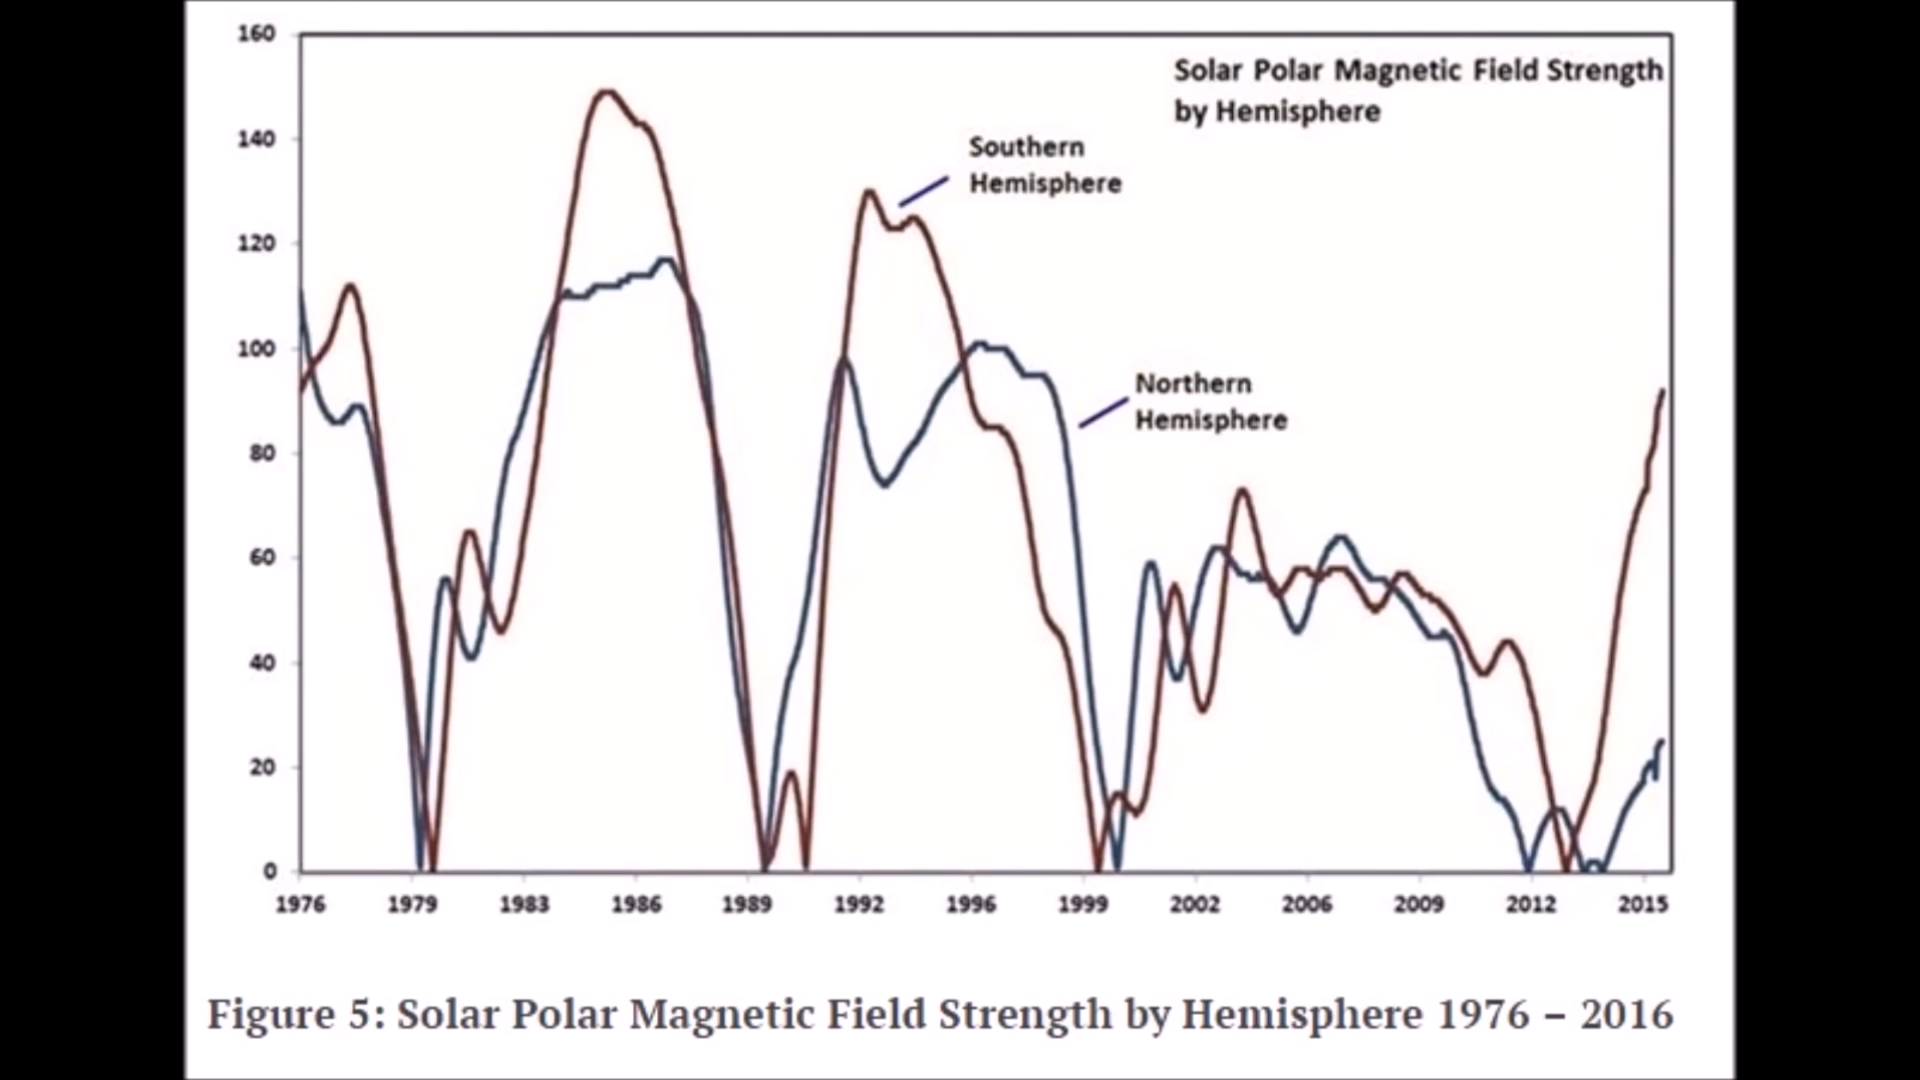 160
Solar Polar Magnetic Field Strength
by Hemisphere
140
Southern
Hemisphere
120
100
Northern
Hemisphere
80
60
40
20
0
1976 1979 1983 1986 1989 1992 1996 1999 2002 2006 2009 2012 2015
Figure 5: Solar Polar Magnetic Field Strength by Hemisphere 1976 – 2016